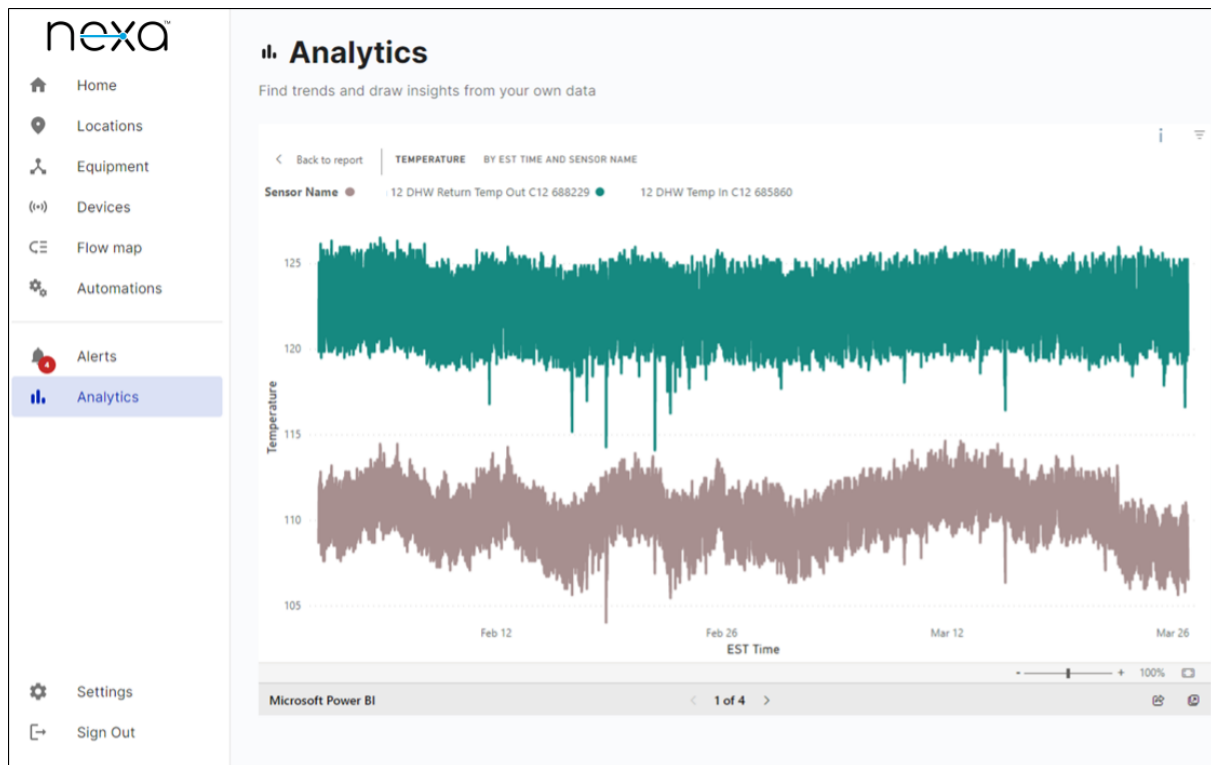 nexa™
Home
Locations
Equipment
Devices
Flow map
Automations
4
Alerts
Analytics
Settings
Sign Out
Analytics
Find trends and draw insights from your own data
Back to report
TEMPERATURE BY EST TIME AND SENSOR NAME
Sensor Name 12 DHW Return Temp Out C12 688229 12 DHW Temp In C12 685860
Temperature
125
120
115
110
105
Feb 12 Feb 26 Mar 12 Mar 26
EST Time
- + 100%
Microsoft Power BI 1 of 4